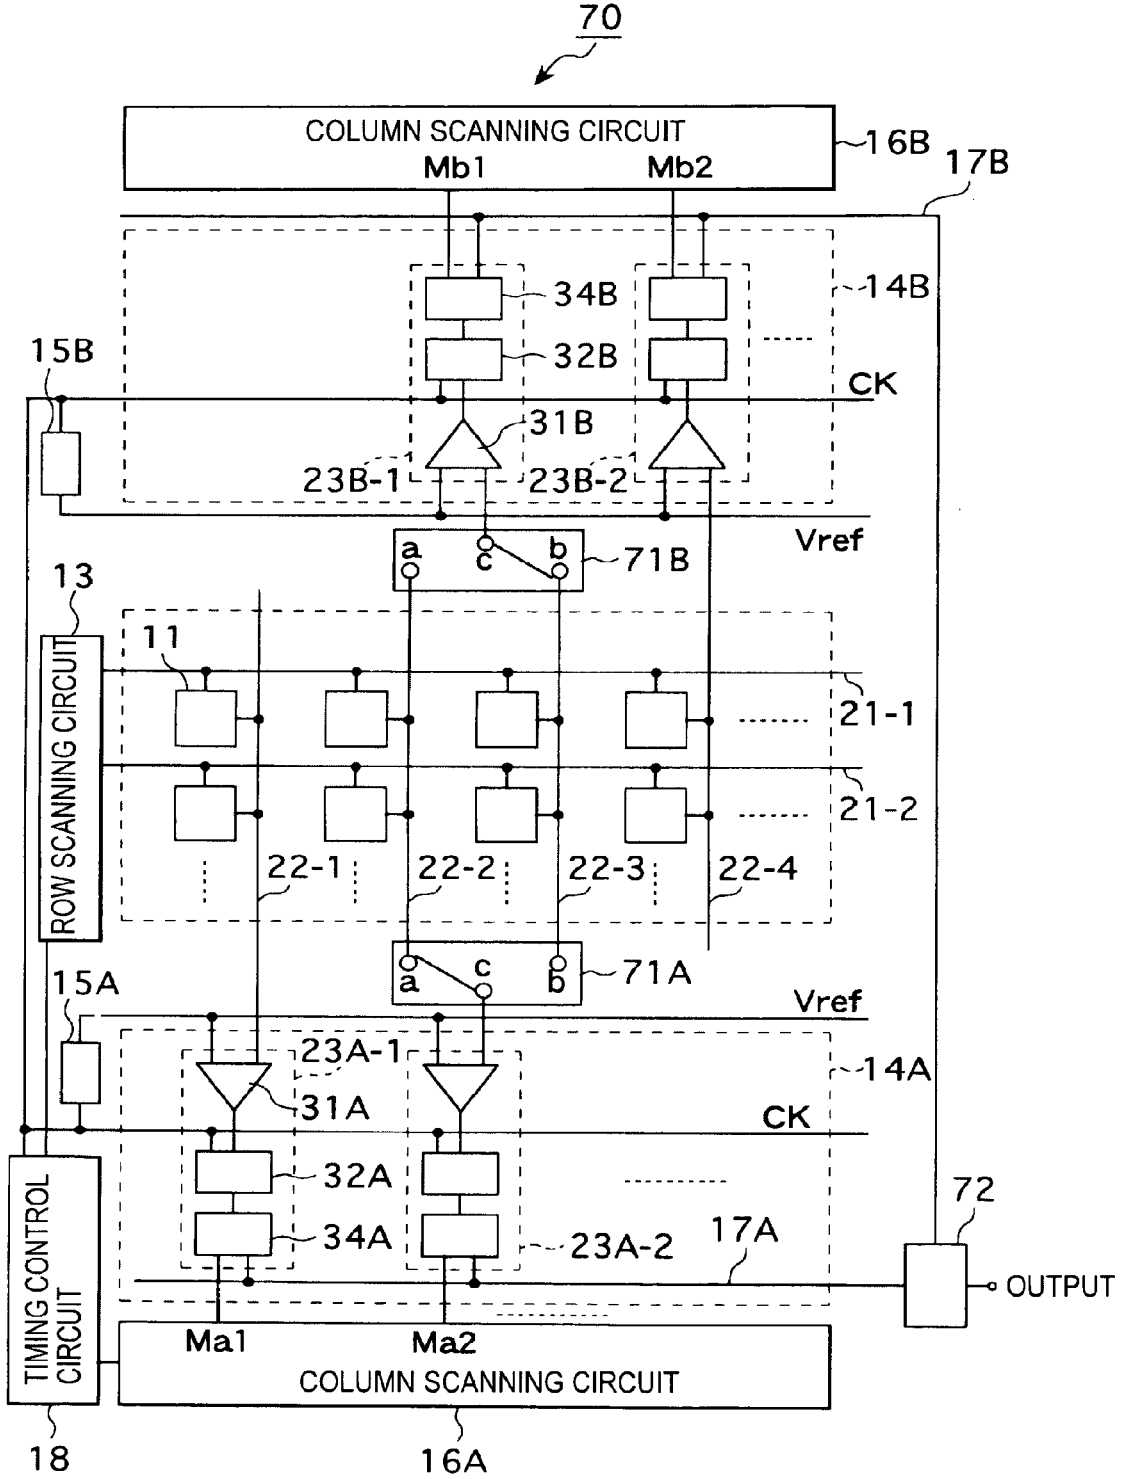 70
COLUMN SCANNING CIRCUIT
Mb1 Mb2
16B
17B
14B
34B
32B
15B
CK
31B
23B-1 23B-2
Vref
a c b
71B
13
11
ROW SCANNING CIRCUIT
21-1
21-2
22-1 22-2 22-3 22-4
a c b
71A
15A
Vref
23A-1
14A
31A
CK
32A
72
34A
23A-2
17A
OUTPUT
TIMING CONTROL CIRCUIT
Ma1 Ma2
COLUMN SCANNING CIRCUIT
18
16A